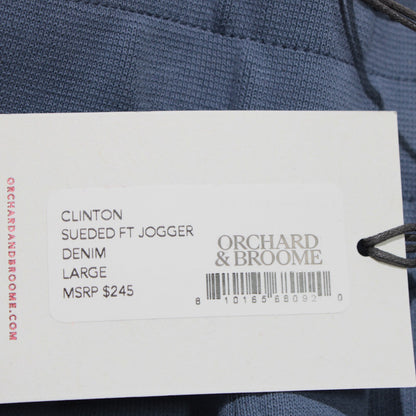 ORCHARDANDBROOME.COM
CLINTON
SUEDED FT JOGGER
DENIM
LARGE
MSRP $245
ORCHARD
& BROOME
8 10165 68092 0